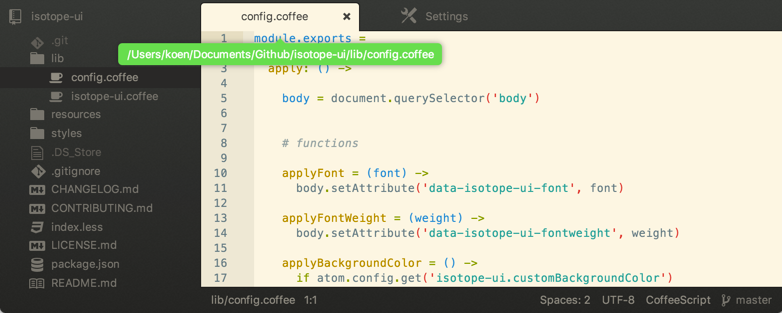 isotope-ui
.git
lib
config.coffee
isotope-ui.coffee
resources
styles
.DS_Store
.gitignore
CHANGELOG.md
CONTRIBUTING.md
index.less
LICENSE.md
package.json
README.md
config.coffee
Settings
1 module.exports =
/Users/koen/Documents/Github/isotope-ui/lib/config.coffee
3 apply: () ->
4
5 body = document.querySelector('body')
6
7
8 # functions
9
10 applyFont = (font) ->
11 body.setAttribute('data-isotope-ui-font', font)
12
13 applyFontWeight = (weight) ->
14 body.setAttribute('data-isotope-ui-fontweight', weight)
15
16 applyBackgroundColor = () ->
17 if atom.config.get('isotope-ui.customBackgroundColor')
lib/config.coffee 1:1 Spaces: 2 UTF-8 CoffeeScript master